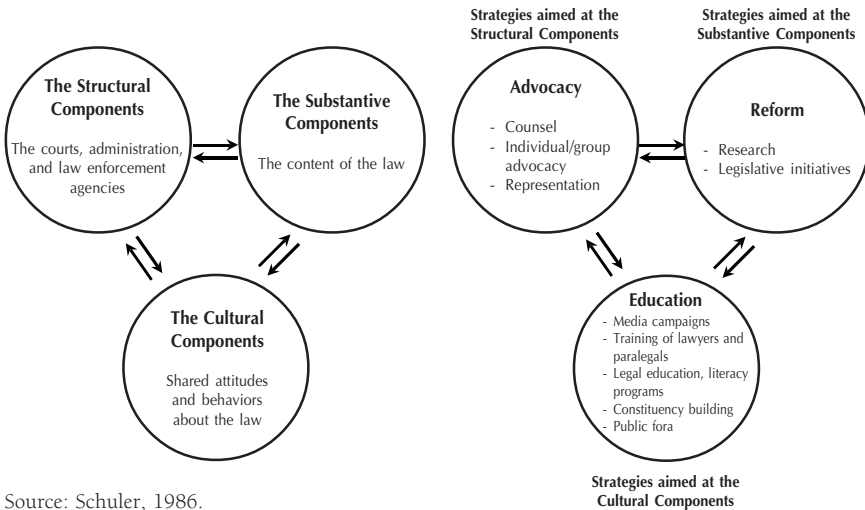 Strategies aimed at the
Structural Components
Strategies aimed at the
Substantive Components
The Structural
Components
The courts, administration,
and law enforcement
agencies
The Substantive
Components
The content of the law
The Cultural
Components
Shared attitudes
and behaviors
about the law
Advocacy
- Counsel
- Individual/group
advocacy
- Representation
Reform
- Research
- Legislative initiatives
Education
- Media campaigns
- Training of lawyers and
paralegals
- Legal education, literacy
programs
- Constituency building
- Public fora
Strategies aimed at the
Cultural Components
Source: Schuler, 1986.